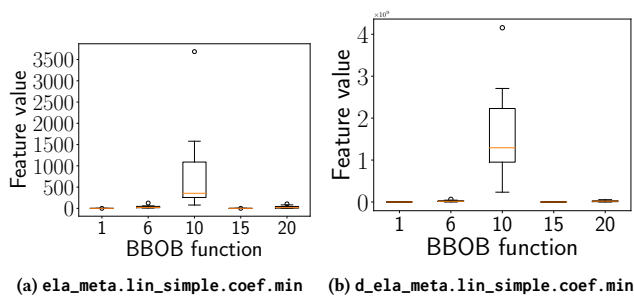 Feature value
3500
3000
2500
2000
1500
1000
500
0
1 6 10 15 20
BBOB function
(a) ela_meta.lin_simple.coef.min
Feature value
4
3
2
1
0
1 6 10 15 20
BBOB function
(b) d_ela_meta.lin_simple.coef.min